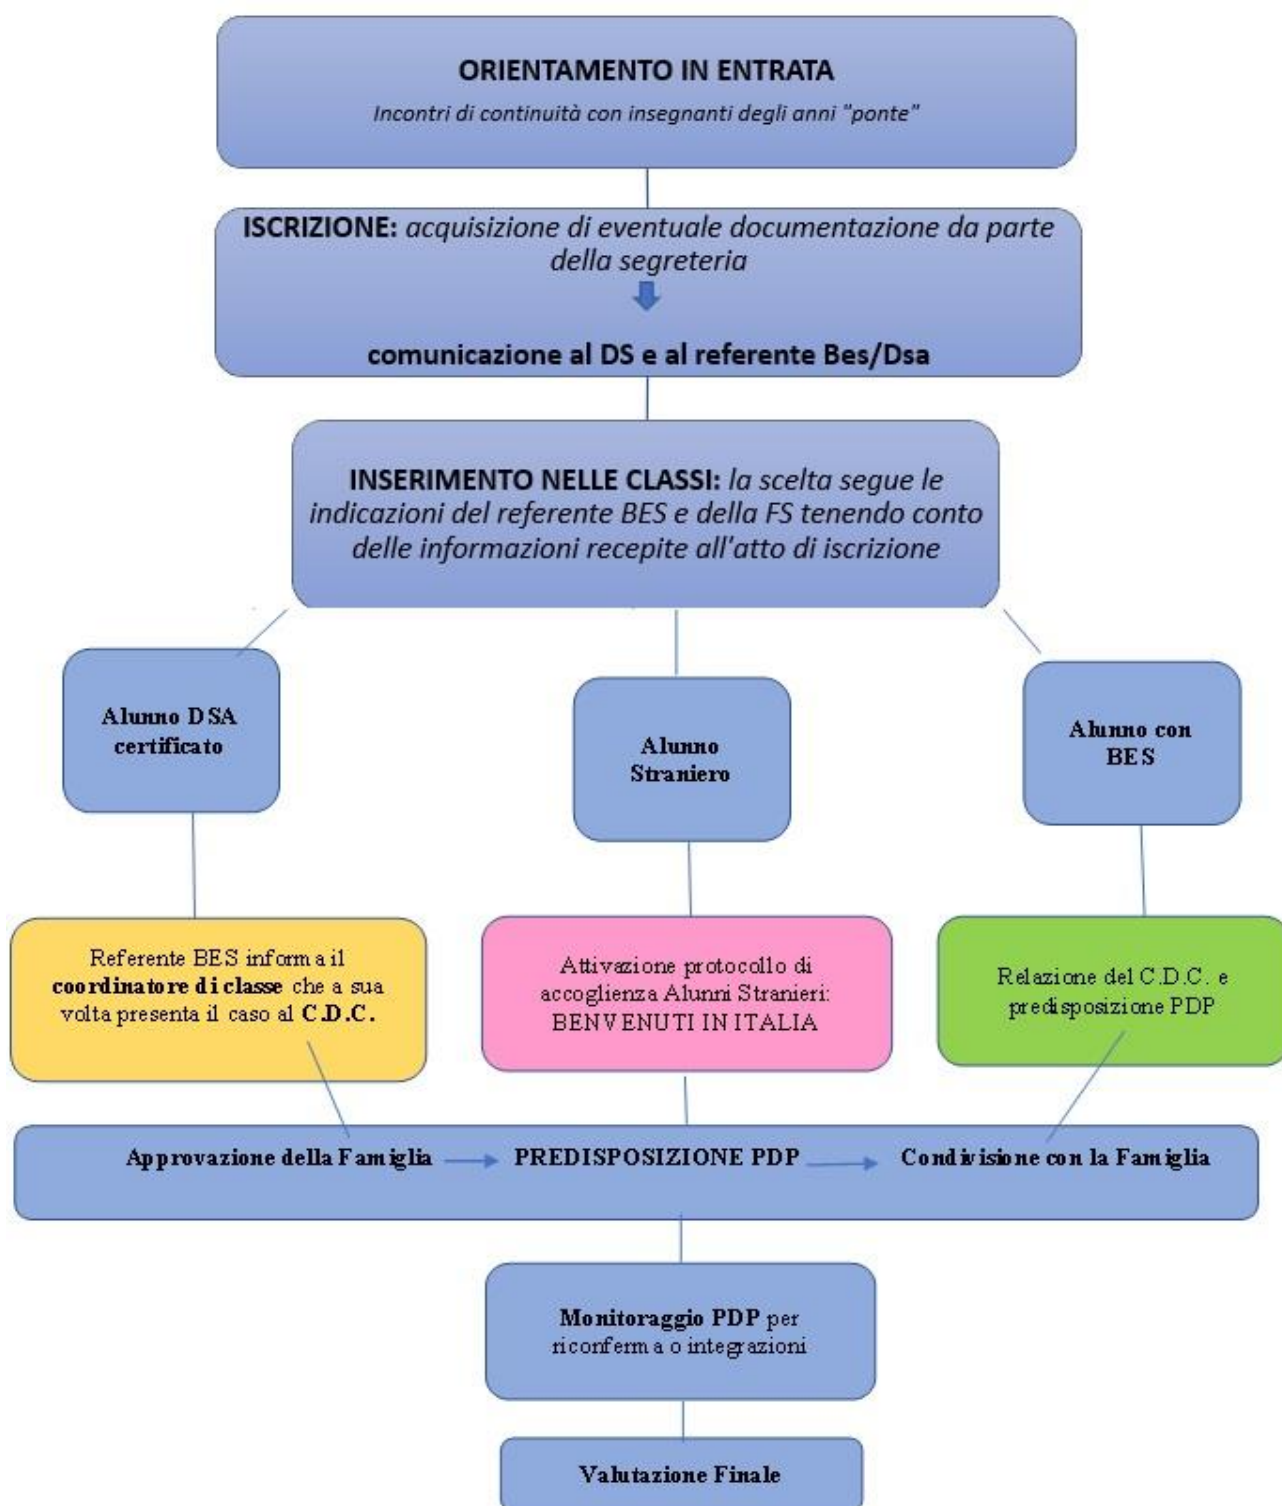 ORIENTAMENTO IN ENTRATA
Incontri di continuità con insegnanti degli anni "ponte"
ISCRIZIONE: acquisizione di eventuale documentazione da parte
della segreteria
comunicazione al DS e al referente Bes/Dsa
INSERIMENTO NELLE CLASSI: la scelta segue le
indicazioni del referente BES e della FS tenendo conto
delle informazioni recepite all'atto di iscrizione
Alunno DSA
certificato
Alunno
Straniero
Alunno con
BES
Referente BES informa il
coordinatore di classe che a sua
volta presenta il caso al C.D.C.
Attivazione protocollo di
accoglienza Alunni Stranieri:
BENVENUTI IN ITALIA
Relazione del C.D.C. e
predisposizione PDP
Approvazione della Famiglia PREDISPOSIZIONE PDP Condivisione con la Famiglia
Monitoraggio PDP per
riconferma o integrazioni
Valutazione Finale